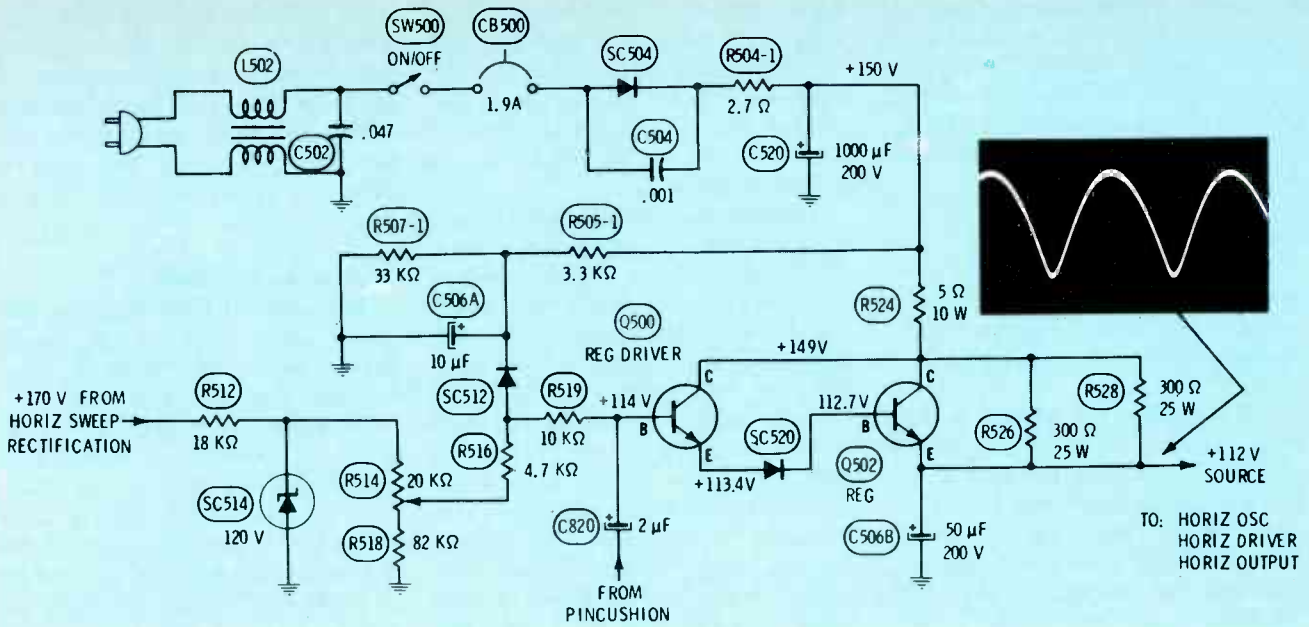 SW500
ON/OFF
CB500
1.9A
L502
C502
.047
SC504
C504
.001
R504-1
2.7 Ω
+150 V
C520
1000 µF
200 V
R507-1
33 KΩ
R505-1
3.3 KΩ
C506A
10 µF
R524
5 Ω
10 W
Q500
REG DRIVER
+149V
+170 V FROM
HORIZ SWEEP
RECTIFICATION
R512
18 KΩ
SC512
R519
10 KΩ
+114 V
B
C
E
+113.4V
SC520
112.7V
B
C
E
Q502
REG
R526
300 Ω
25 W
R528
300 Ω
25 W
+112 V
SOURCE
R516
4.7 KΩ
R514
20 KΩ
SC514
120 V
R518
82 KΩ
C820
2 µF
FROM
PINCUSHION
C506B
50 µF
200 V
TO: HORIZ OSC
HORIZ DRIVER
HORIZ OUTPUT